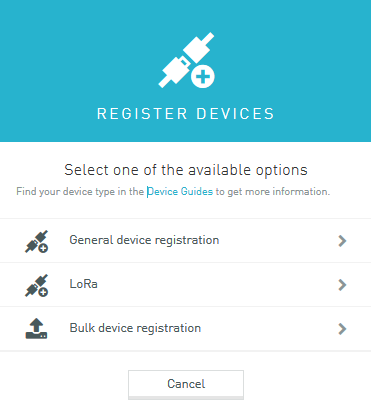 REGISTER DEVICES
Select one of the available options
Find your device type in the Device Guides to get more information.
General device registration
LoRa
Bulk device registration
Cancel